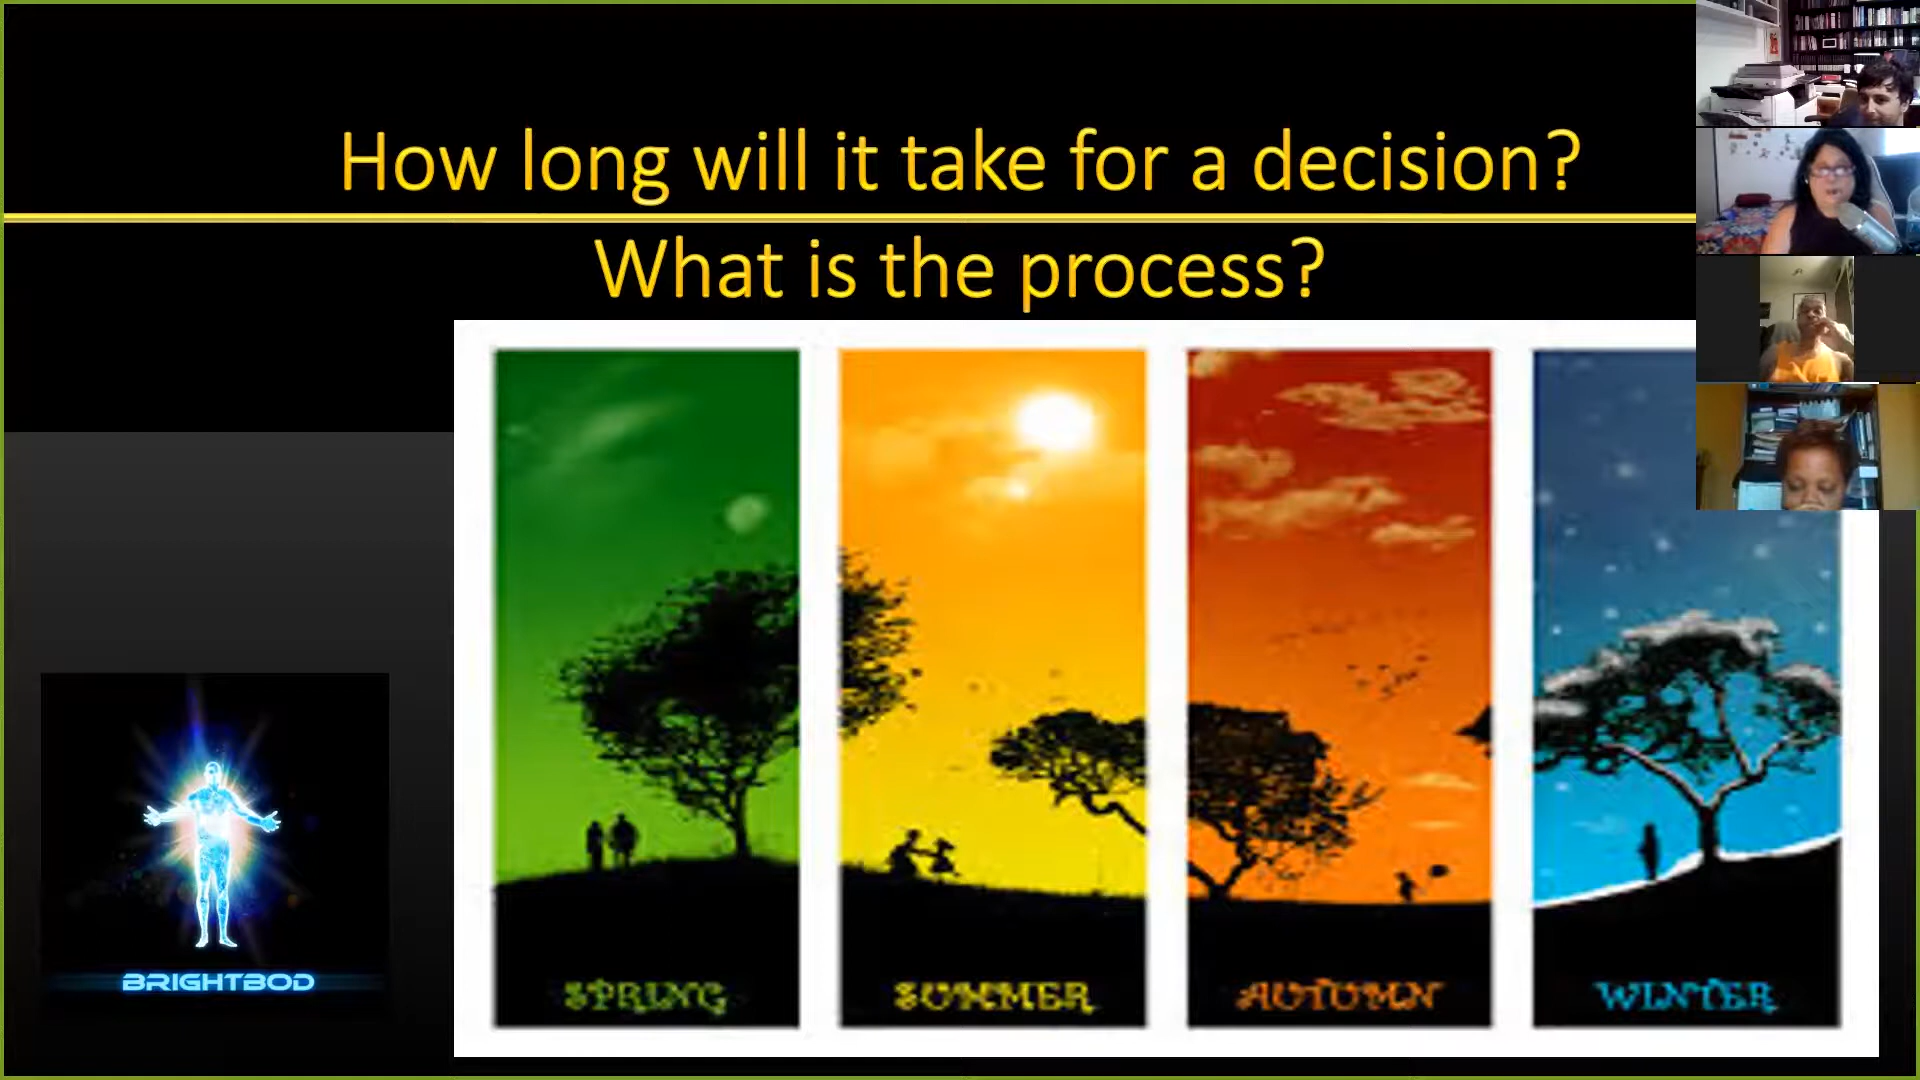 How long will it take for a decision?
What is the process?
SPRING
SUMMER
AUTUMN
WINTER
BRIGHTBOD